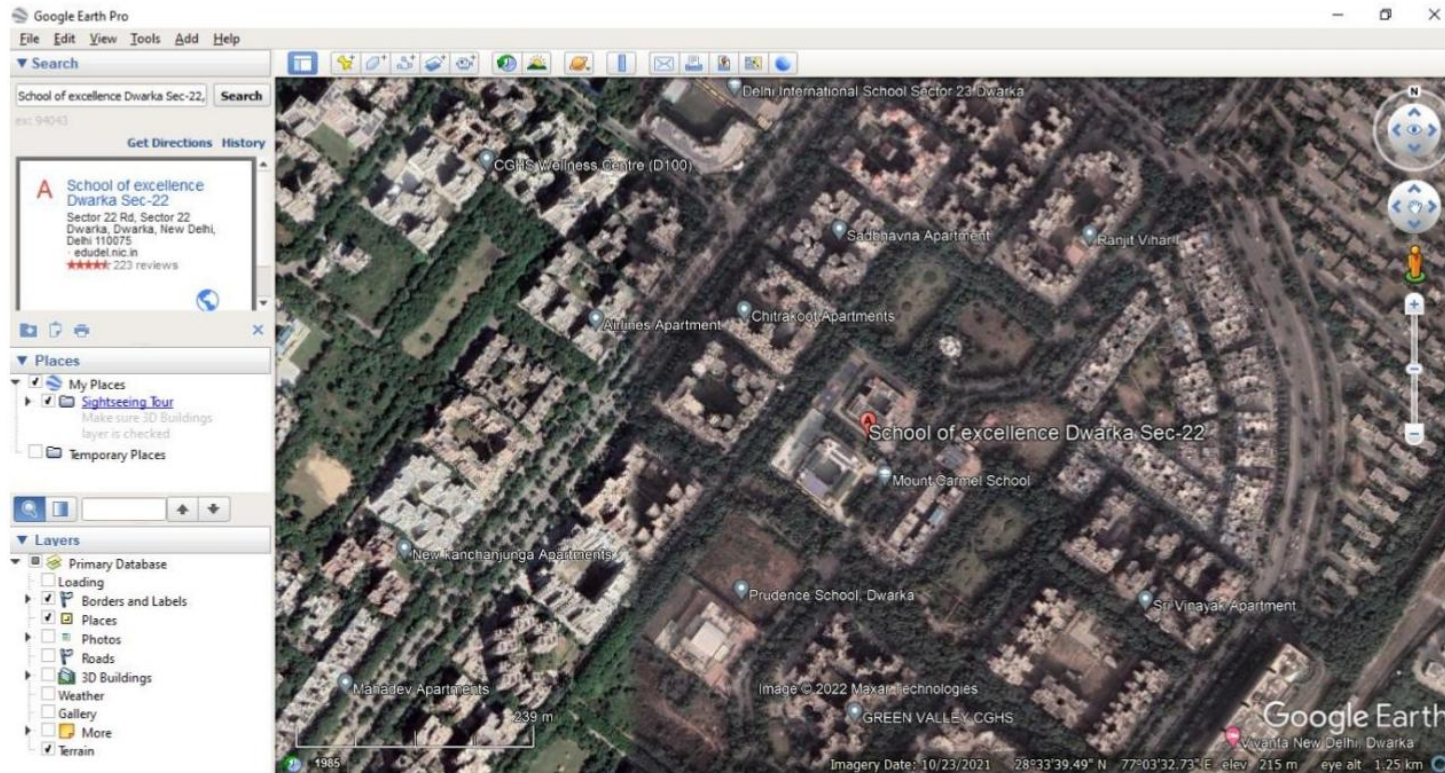 Google Earth Pro
File Edit View Tools Add Help
Search
School of excellence Dwarka Sec-22,
Search
ex: 94043
Get Directions History
A
School of excellence
Dwarka Sec-22
Sector 22 Rd, Sector 22
Dwarka, Dwarka, New Delhi,
Delhi 110075
· edudel.nic.in
223 reviews
Places
My Places
Sightseeing Tour
Make sure 3D Buildings
layer is checked
Temporary Places
Layers
Primary Database
Loading
Borders and Labels
Places
Photos
Roads
3D Buildings
Weather
Gallery
More
Terrain
N
Delhi International School Sector 23 Dwarka
CGHS Wellness Centre (D100)
Sadbhavna Apartment
Ranjit Vihar I
Chitrakoot Apartments
Airlines Apartment
A
School of excellence Dwarka Sec-22
Mount Carmel School
New kanchanjunga Apartments
Prudence School, Dwarka
Sri Vinayak Apartment
Mahadev Apartments
Image © 2022 Maxar Technologies
239 m
GREEN VALLEY CGHS
Google Earth
Vivanta New Delhi, Dwarka
1985
Imagery Date: 10/23/2021 28°33'39.49" N 77°03'32.73" E elev 215 m eye alt 1.25 km